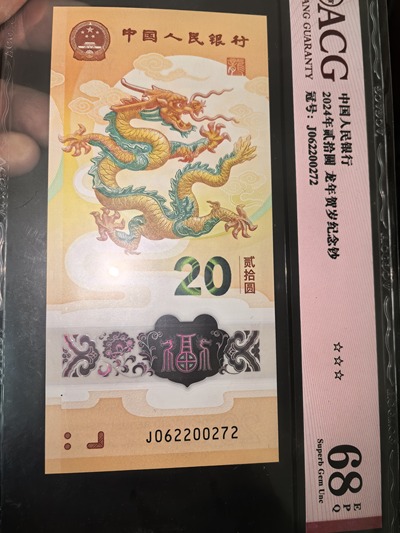 中国人民银行
20
贰拾圆
J062200272
ACG
ANG GUARANTY
中国人民银行
2024年贰拾圆 龙年贺岁纪念钞
冠号: J062200272
☆☆☆
68
EPQ
Superb Gem Unc